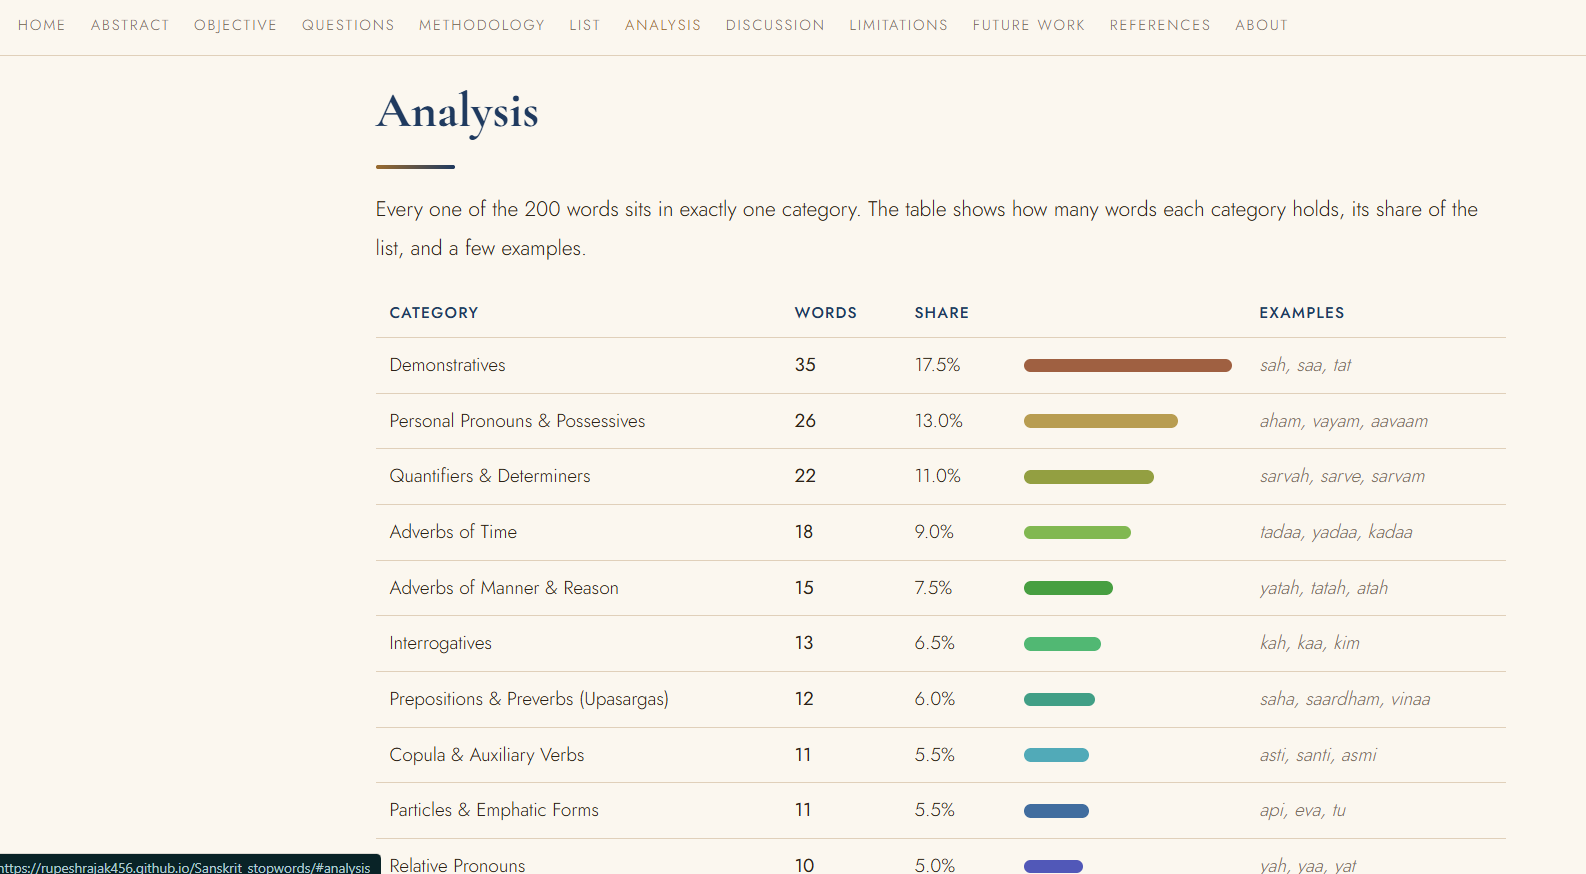 HOME ABSTRACT OBJECTIVE QUESTIONS METHODOLOGY LIST ANALYSIS DISCUSSION LIMITATIONS FUTURE WORK REFERENCES ABOUT
Analysis
Every one of the 200 words sits in exactly one category. The table shows how many words each category holds, its share of the
list, and a few examples.
CATEGORY WORDS SHARE EXAMPLES
Demonstratives 35 17.5% sah, saa, tat
Personal Pronouns & Possessives 26 13.0% aham, vayam, aavaam
Quantifiers & Determiners 22 11.0% sarvah, sarve, sarvam
Adverbs of Time 18 9.0% tadaa, yadaa, kadaa
Adverbs of Manner & Reason 15 7.5% yatah, tatah, atah
Interrogatives 13 6.5% kah, kaa, kim
Prepositions & Preverbs (Upasargas) 12 6.0% saha, saardham, vinaa
Copula & Auxiliary Verbs 11 5.5% asti, santi, asmi
Particles & Emphatic Forms 11 5.5% api, eva, tu
Relative Pronouns 10 5.0% yah, yaa, yat
https://rupeshrajak456.github.io/Sanskrit_stopwords/#analysis